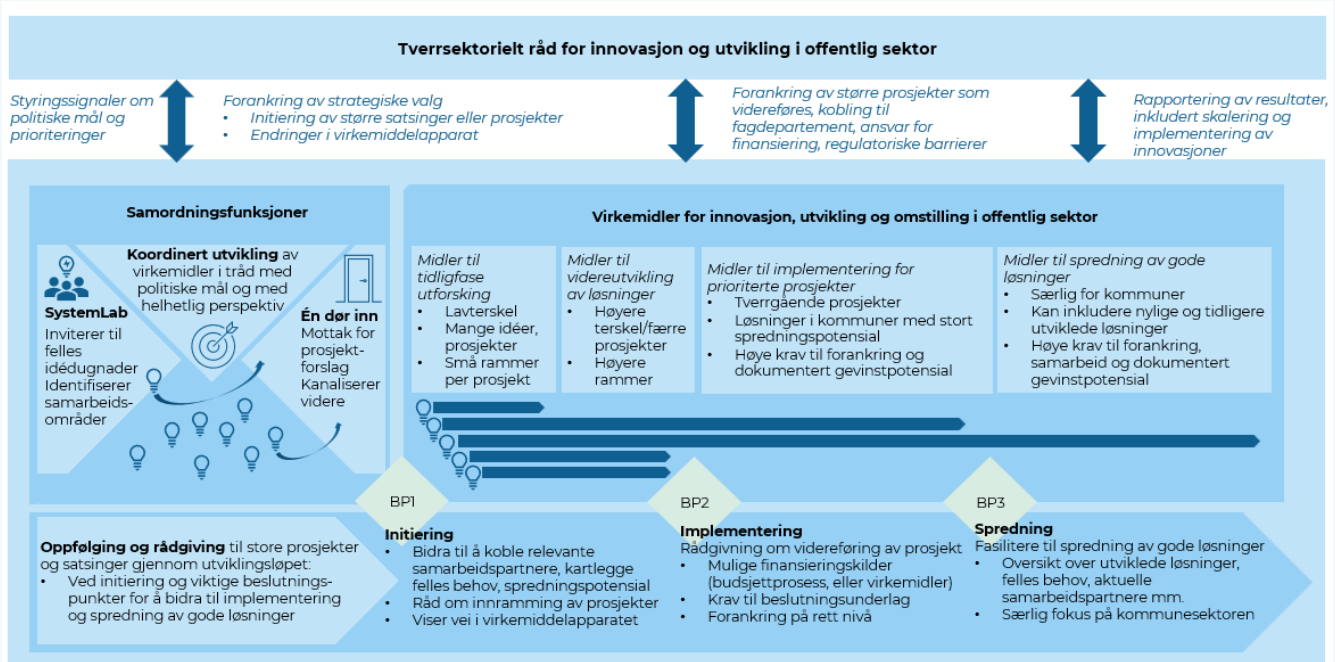 Tverrsektorielt råd for innovasjon og utvikling i offentlig sektor
Styringssignaler om
politiske mål og
prioriteringer
Forankring av strategiske valg
• Initiering av større satsinger eller prosjekter
• Endringer i virkemiddelapparat
Forankring av større prosjekter som
videreføres, kobling til
fagdepartement, ansvar for
finansiering, regulatoriske barrierer
Rapportering av resultater,
inkludert skalering og
implementering av
innovasjoner
Samordningsfunksjoner
Koordinert utvikling av
virkemidler i tråd med
politiske mål og med
helhetlig perspektiv
SystemLab
Inviterer til
felles
idédugnader
Identifiserer
samarbeids-
områder
Én dør inn
Mottak for
prosjekt-
forslag
Kanaliserer
videre
Virkemidler for innovasjon, utvikling og omstilling i offentlig sektor
Midler til
tidligfase
utforsking
• Lavterskel
• Mange idéer,
prosjekter
• Små rammer
per prosjekt
Midler til
videreutvikling
av løsninger
• Høyere
terskel/færre
prosjekter
• Høyere
rammer
Midler til implementering for
prioriterte prosjekter
• Tverrgående prosjekter
• Løsninger i kommuner med stort
spredningspotensial
• Høye krav til forankring og
dokumentert gevinstpotensial
Midler til spredning av gode
løsninger
• Særlig for kommuner
• Kan inkludere nylige og tidligere
utviklede løsninger
• Høye krav til forankring,
samarbeid og dokumentert
gevinstpotensial
BP1
BP2
BP3
Oppfølging og rådgiving til store prosjekter
og satsinger gjennom utviklingsløpet:
• Ved initiering og viktige beslutnings-
punkter for å bidra til implementering
og spredning av gode løsninger
Initiering
• Bidra til å koble relevante
samarbeidspartnere, kartlegge
felles behov, spredningspotensial
• Råd om innramming av prosjekter
• Viser vei i virkemiddelapparatet
Implementering
Rådgivning om videreføring av prosjekt
• Mulige finansieringskilder
(budsjettprosess, eller virkemidler)
• Krav til beslutningsunderlag
• Forankring på rett nivå
Spredning
Fasilitere til spredning av gode løsninger
• Oversikt over utviklede løsninger,
felles behov, aktuelle
samarbeidspartnere mm.
• Særlig fokus på kommunesektoren